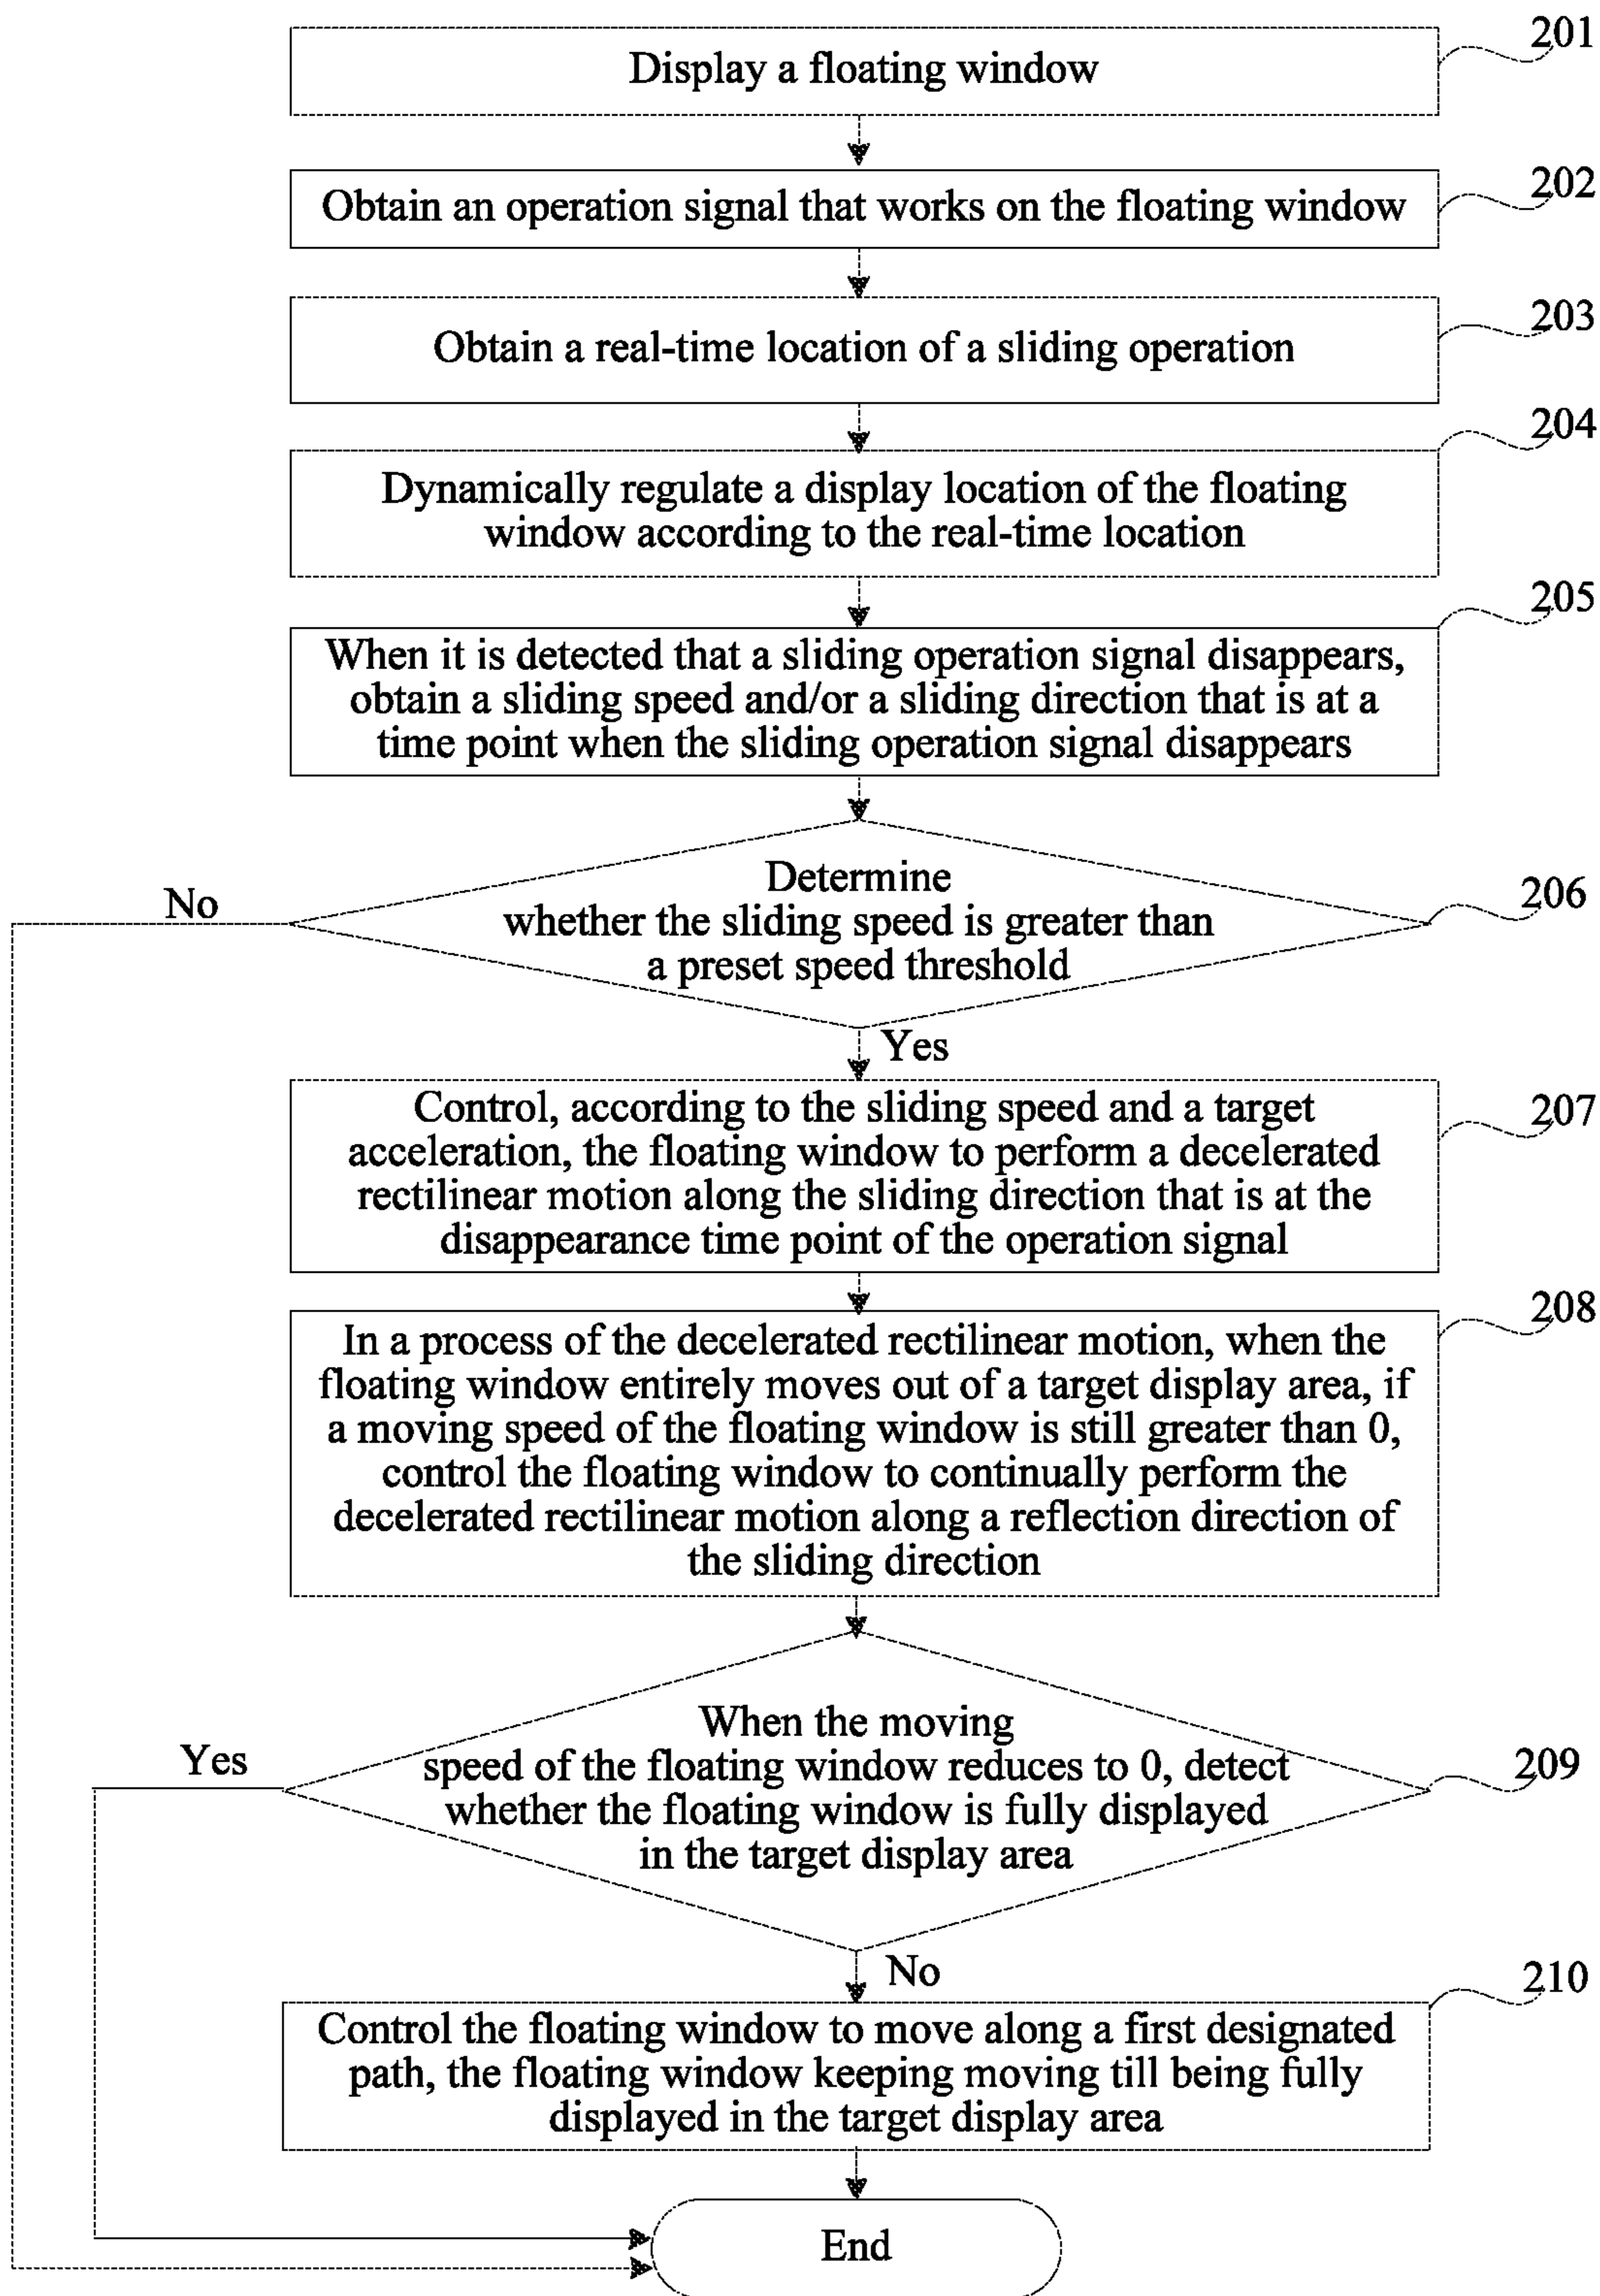 Display a floating window
201
Obtain an operation signal that works on the floating window
202
Obtain a real-time location of a sliding operation
203
Dynamically regulate a display location of the floating
window according to the real-time location
204
When it is detected that a sliding operation signal disappears,
obtain a sliding speed and/or a sliding direction that is at a
time point when the sliding operation signal disappears
205
Determine
whether the sliding speed is greater than
a preset speed threshold
206
No
Yes
Control, according to the sliding speed and a target
acceleration, the floating window to perform a decelerated
rectilinear motion along the sliding direction that is at the
disappearance time point of the operation signal
207
In a process of the decelerated rectilinear motion, when the
floating window entirely moves out of a target display area, if
a moving speed of the floating window is still greater than 0,
control the floating window to continually perform the
decelerated rectilinear motion along a reflection direction of
the sliding direction
208
When the moving
speed of the floating window reduces to 0, detect
whether the floating window is fully displayed
in the target display area
209
Yes
No
Control the floating window to move along a first designated
path, the floating window keeping moving till being fully
displayed in the target display area
210
End